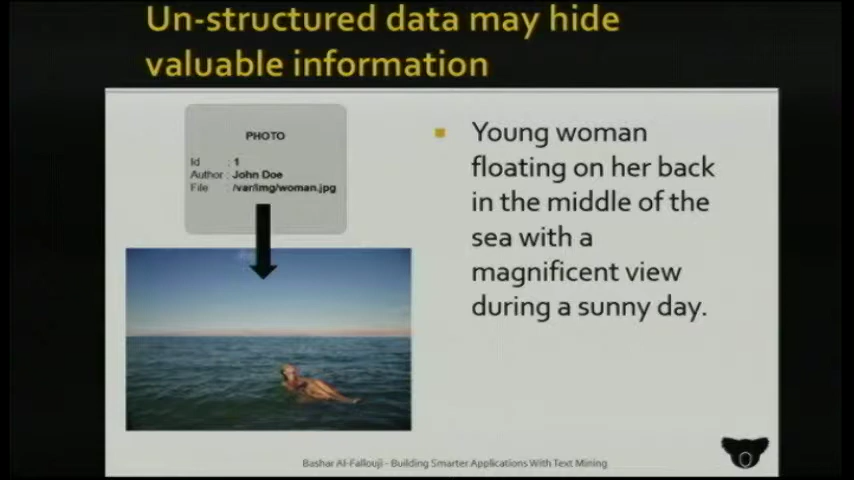 Un-structured data may hide
valuable information
PHOTO
Id : 1
Author : John Doe
File : /var/img/woman.jpg
Young woman
floating on her back
in the middle of the
sea with a
magnificent view
during a sunny day.
Bashar Al-Fallouji - Building Smarter Applications With Text Mining